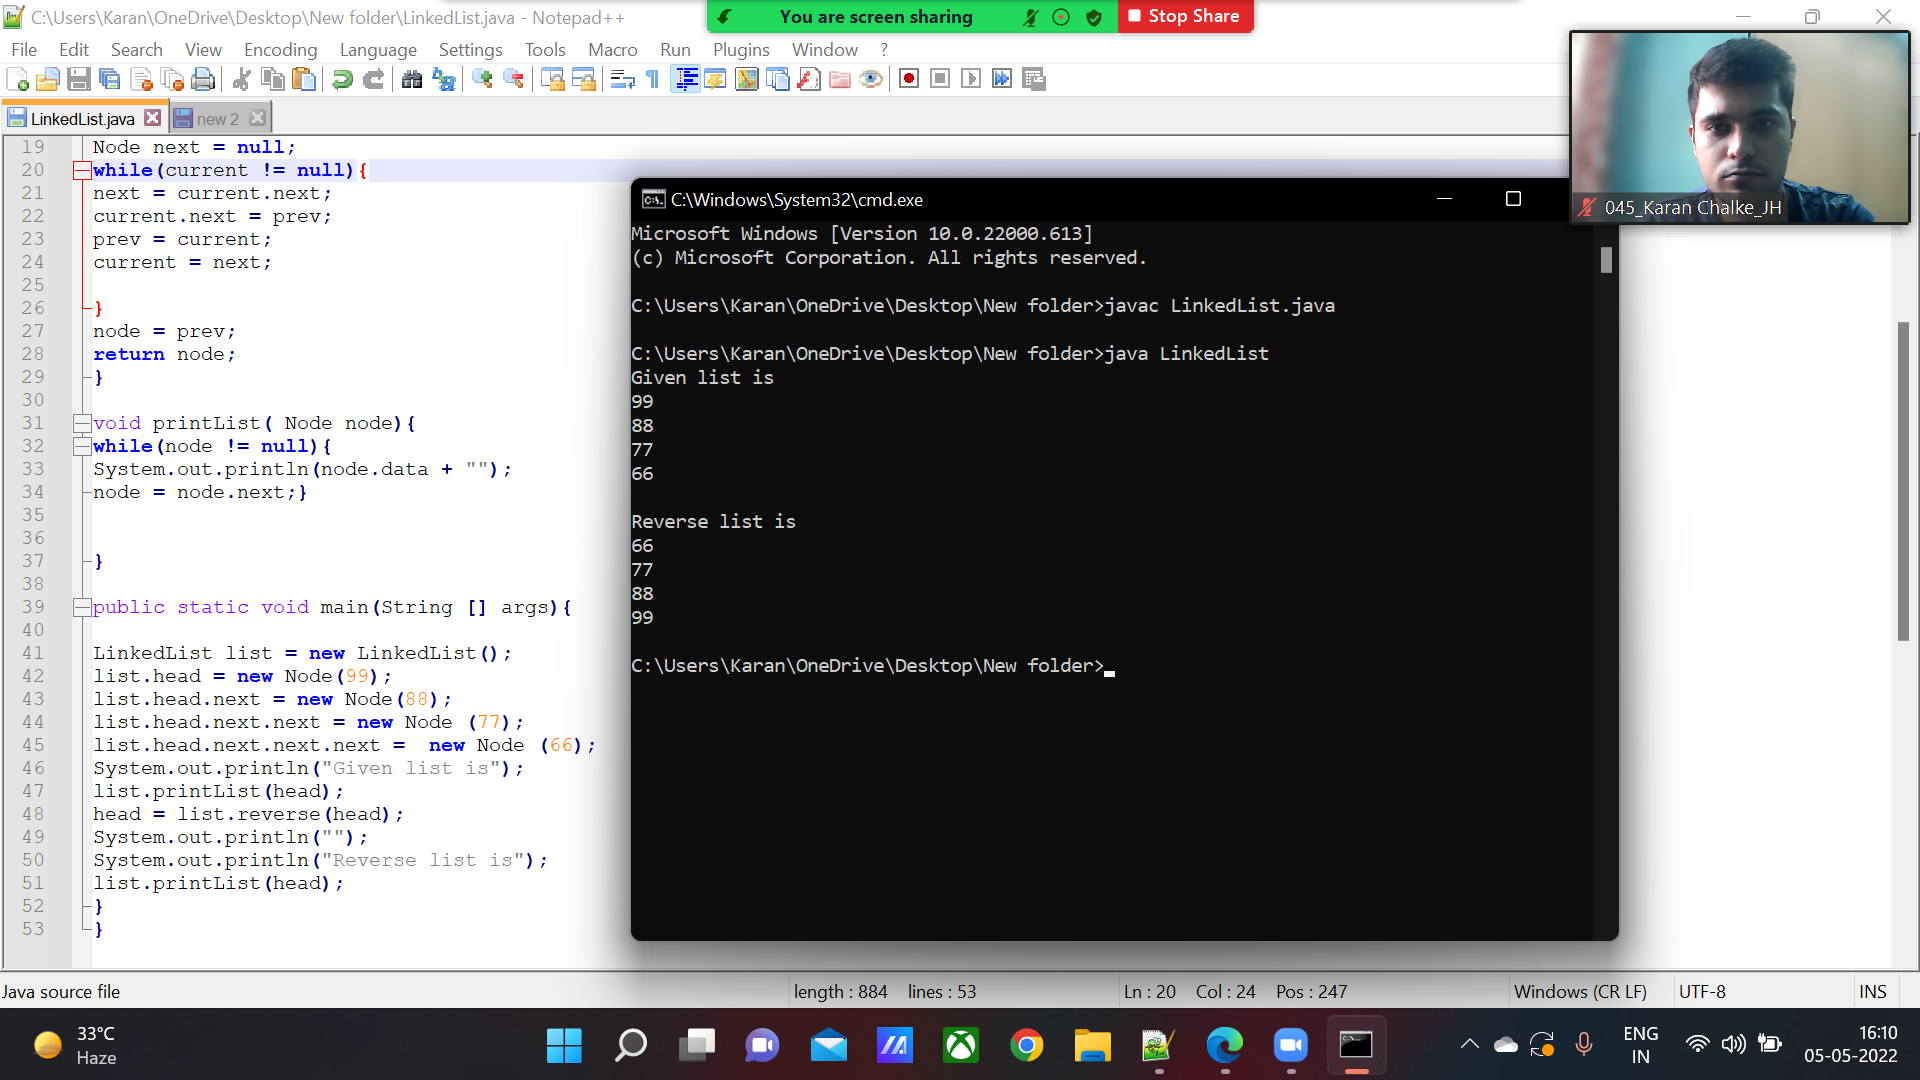 C:\Users\Karan\OneDrive\Desktop\New folder\LinkedList.java - Notepad++
You are screen sharing
Stop Share
File Edit Search View Encoding Language Settings Tools Macro Run Plugins Window ?
LinkedList.java
new 2
19 Node next = null;
20 while(current != null){
21 next = current.next;
22 current.next = prev;
23 prev = current;
24 current = next;
25
26 }
27 node = prev;
28 return node;
29 }
30
31 void printList( Node node){
32 while(node != null){
33 System.out.println(node.data + "");
34 node = node.next;}
35
36
37 }
38
39 public static void main(String [] args){
40
41 LinkedList list = new LinkedList();
42 list.head = new Node(99);
43 list.head.next = new Node(88);
44 list.head.next.next = new Node (77);
45 list.head.next.next.next =  new Node (66);
46 System.out.println("Given list is");
47 list.printList(head);
48 head = list.reverse(head);
49 System.out.println("");
50 System.out.println("Reverse list is");
51 list.printList(head);
52 }
53 }
C:\Windows\System32\cmd.exe
Microsoft Windows [Version 10.0.22000.613]
(c) Microsoft Corporation. All rights reserved.
C:\Users\Karan\OneDrive\Desktop\New folder>javac LinkedList.java
C:\Users\Karan\OneDrive\Desktop\New folder>java LinkedList
Given list is
99
88
77
66
Reverse list is
66
77
88
99
C:\Users\Karan\OneDrive\Desktop\New folder>
045_Karan Chalke_JH
Java source file
length : 884 lines : 53
Ln : 20 Col : 24 Pos : 247
Windows (CR LF)
UTF-8
INS
33°C
Haze
ENG
IN
16:10
05-05-2022